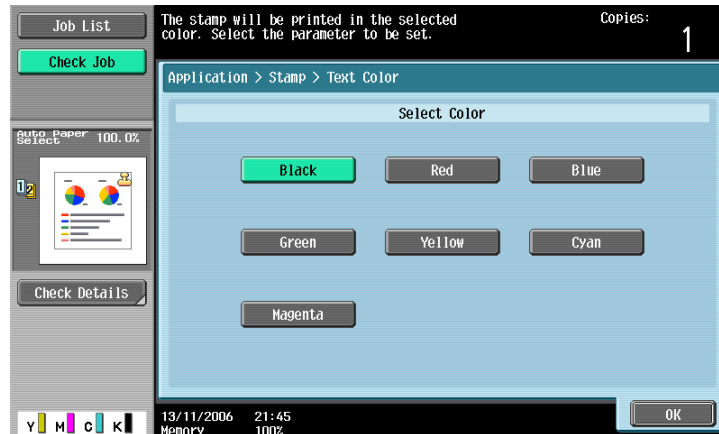 Job List
Check Job
The stamp will be printed in the selected
color. Select the parameter to be set.
Copies:
1
Application > Stamp > Text Color
Select Color
Auto Paper
Select
100.0%
1 2
Black
Red
Blue
Green
Yellow
Cyan
Magenta
Check Details
Y M C K
13/11/2006 21:45
Memory 100%
OK